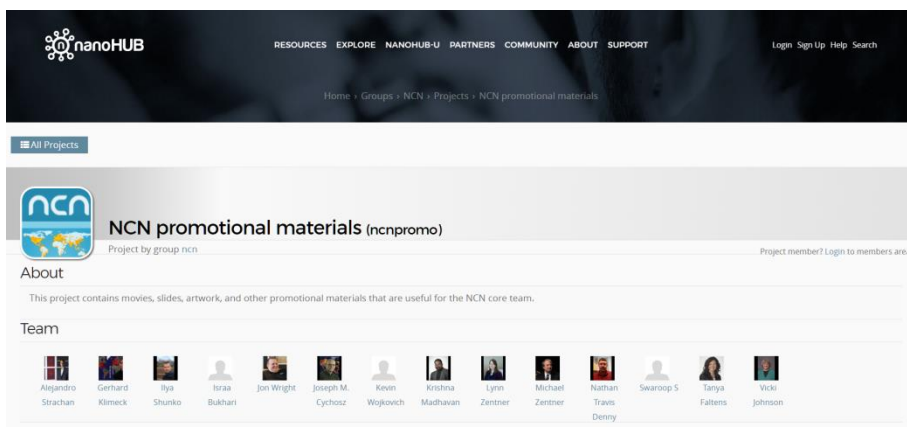 nanoHUB
RESOURCES EXPLORE NANOHUB-U PARTNERS COMMUNITY ABOUT SUPPORT
Login Sign Up Help Search
Home › Groups › NCN › Projects › NCN promotional materials
All Projects
ncn
NCN promotional materials (ncnpromo)
Project by group ncn
Project member? Login to members are
About
This project contains movies, slides, artwork, and other promotional materials that are useful for the NCN core team.
Team
Alejandro Strachan
Gerhard Klimeck
Ilya Shunko
Israa Bukhari
Jon Wright
Joseph M. Cychosz
Kevin Wojkovich
Krishna Madhavan
Lynn Zentner
Michael Zentner
Nathan Travis Denny
Swaroop S
Tanya Faltens
Vicki Johnson